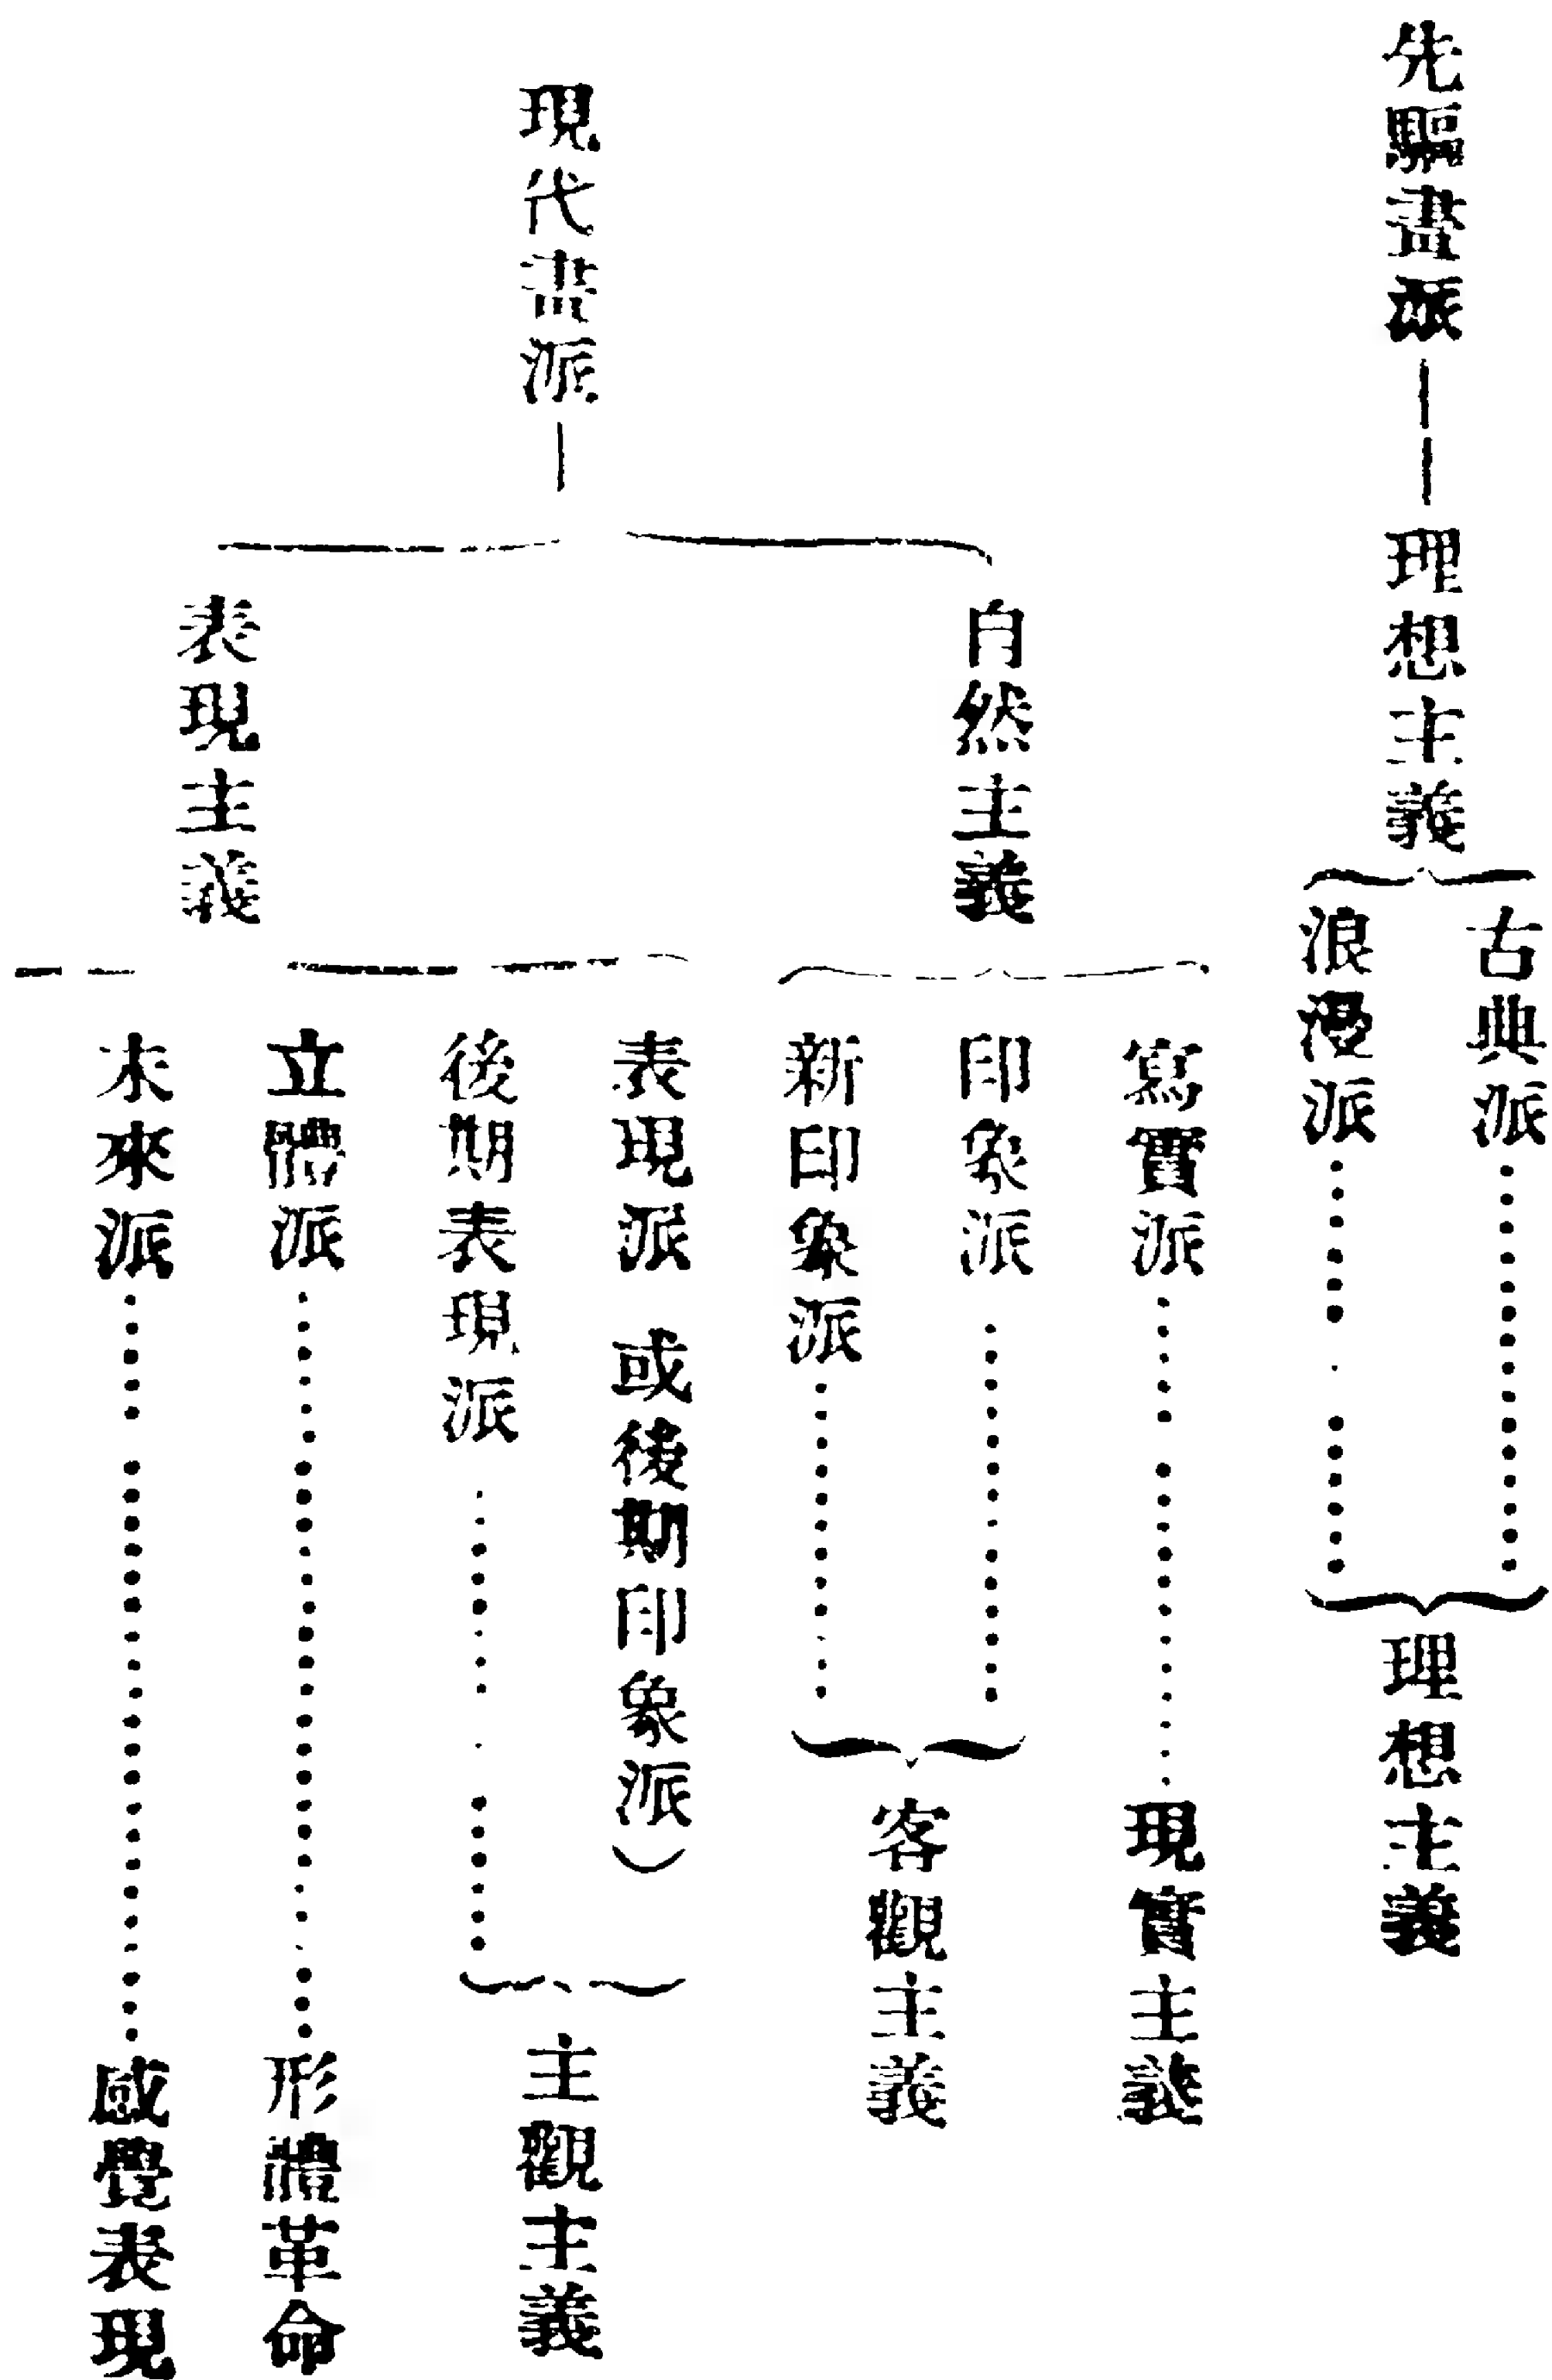 先驅畫派——理想主義
古典派
浪漫派
理想主義
現代畫派—
自然主義
寫實派
現實主義
印象派
新印象派
客觀主義
表現主義
表現派 或後期印象派）
後期表現派
主觀主義
立體派
形體革命
未來派
感覺表現